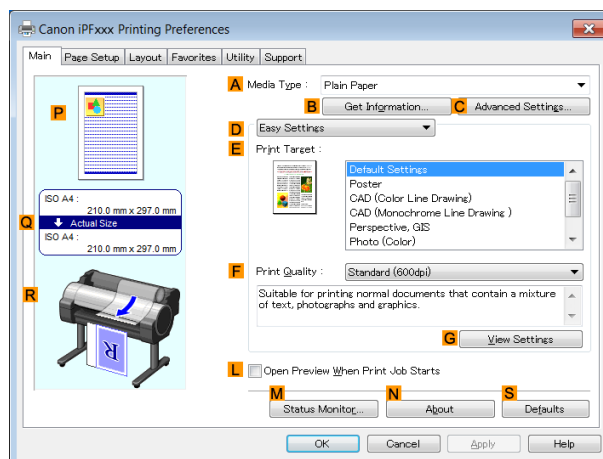 Canon iPFxxx Printing Preferences
Main Page Setup Layout Favorites Utility Support
P
ISO A4 :
210.0 mm x 297.0 mm
Q Actual Size
ISO A4 :
210.0 mm x 297.0 mm
R
R
A Media Type : Plain Paper
B Get Information... C Advanced Settings...
D Easy Settings
E Print Target :
Default Settings
Poster
CAD (Color Line Drawing)
CAD (Monochrome Line Drawing )
Perspective, GIS
Photo (Color)
F Print Quality : Standard (600dpi)
Suitable for printing normal documents that contain a mixture
of text, photographs and graphics.
G View Settings
L Open Preview When Print Job Starts
M N S
Status Monitor... About Defaults
OK Cancel Apply Help